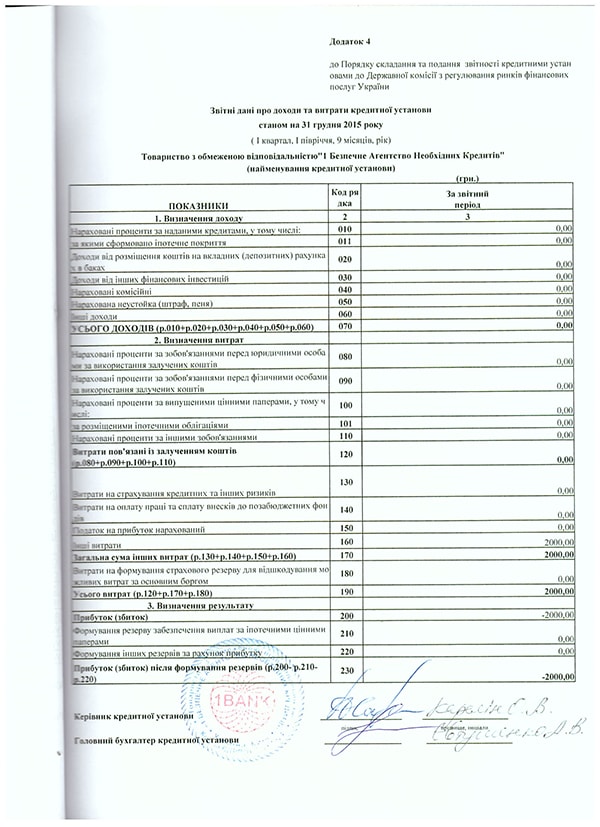 Додаток 4
до Порядку складання та подання звітності кредитними устан
овами до Державної комісії з регулювання ринків фінансових
послуг України
Звітні дані про доходи та витрати кредитної установи
станом на 31 грудня 2015 року
( І квартал, І півріччя, 9 місяців, рік)
Товариство з обмеженою відповідальністю"1 Безпечне Агентство Необхідних Кредитів"
(найменування кредитної установи)
(грн.)
ПОКАЗНИКИ Код ря дка За звітний період
1. Визначення доходу 2 3
Нараховані проценти за наданими кредитами, у тому числі: 010 0,00
за якими сформовано іпотечне покриття 011 0,00
Доходи від розміщення коштів на вкладних (депозитних) рахунка
х в баках 020 0,00
Доходи від інших фінансових інвестицій 030 0,00
Нараховані комісійні 040 0,00
Нарахована неустойка (штраф, пеня) 050 0,00
Інші доходи 060 0,00
УСЬОГО ДОХОДІВ (р.010+р.020+р.030+р.040+р.050+р.060) 070 0,00
2. Визначення витрат
Нараховані проценти за зобов'язаннями перед юридичними особа
ми за використання залучених коштів 080 0,00
Нараховані проценти за зобов'язаннями перед фізичними особами
за використання залучених коштів 090 0,00
Нараховані проценти за випущеними цінними паперами, у тому ч
ислі: 100 0,00
за розміщеними іпотечними облігаціями 101 0,00
Нараховані проценти за іншими зобов'язаннями 110 0,00
Витрати пов'язані із залученням коштів
(р.080+р.090+р.100+р.110) 120 0,00
Витрати на страхування кредитних та інших ризиків 130 0,00
Витрати на оплату праці та сплату внесків до позабюджетних фон
дів 140 0,00
Податок на прибуток нарахований 150 0,00
Інші витрати 160 2000,00
Загальна сума інших витрат (р.130+р.140+р.150+р.160) 170 2000,00
Витрати на формування страхового резерву для відшкодування мо
жливих витрат за основним боргом 180 0,00
Усього витрат (р.120+р.170+р.180) 190 2000,00
3. Визначення результату
Прибуток (збиток) 200 -2000,00
Формування резерву забезпечення виплат за іпотечними цінними
паперами 210 0,00
Формування інших резервів за рахунок прибутку 220 0,00
Прибуток (збиток) після формування резервів (р.200- р.210-
р.220) 230 -2000,00
1BANK
Керівник кредитної установи
Головний бухгалтер кредитної установи